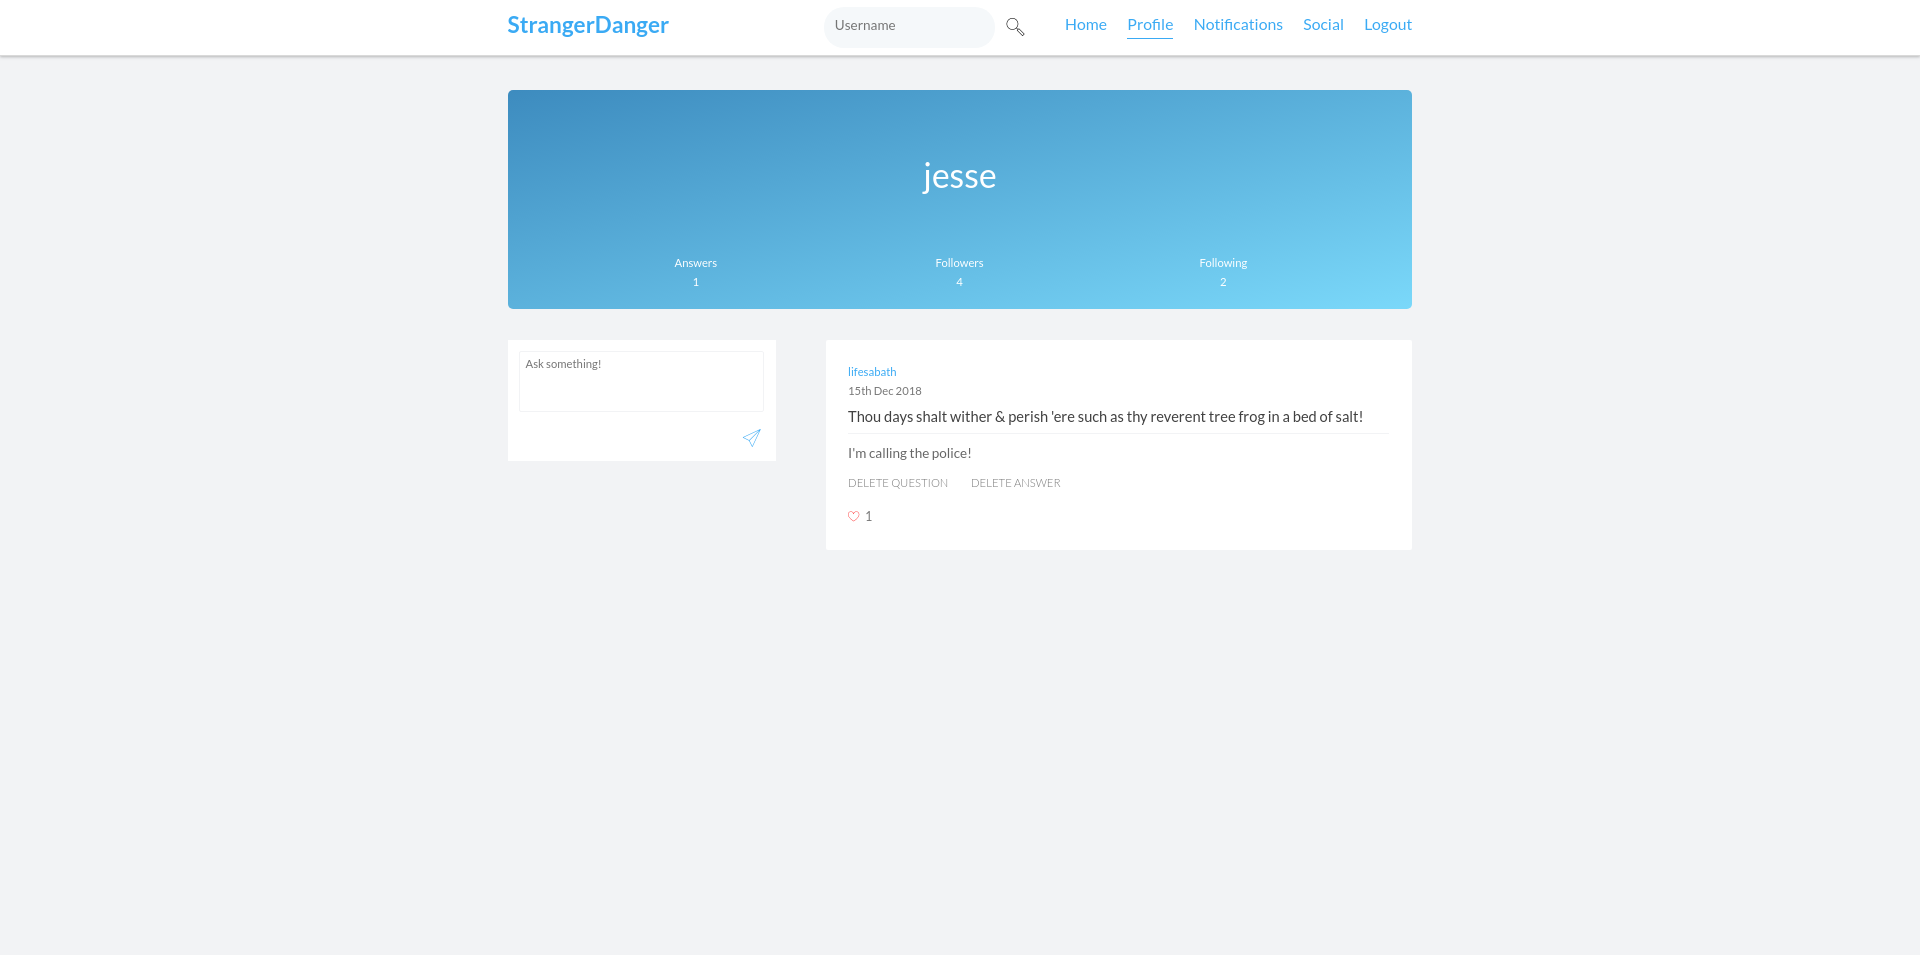 StrangerDanger
Username
Home Profile Notifications Social Logout
jesse
Answers
1
Followers
4
Following
2
Ask something!
lifesabath
15th Dec 2018
Thou days shalt wither & perish 'ere such as thy reverent tree frog in a bed of salt!
I'm calling the police!
DELETE QUESTION DELETE ANSWER
1